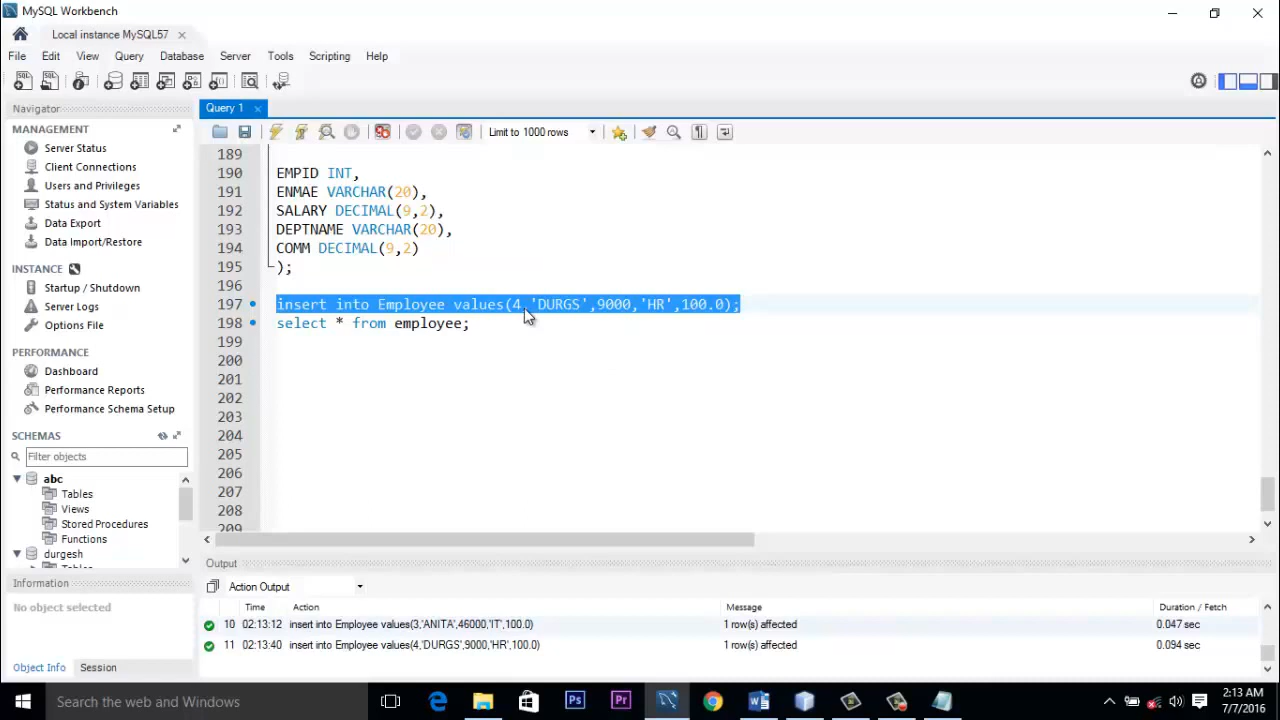 MySQL Workbench
Local instance MySQL57
File Edit View Query Database Server Tools Scripting Help
Navigator
MANAGEMENT
Server Status
Client Connections
Users and Privileges
Status and System Variables
Data Export
Data Import/Restore
INSTANCE
Startup / Shutdown
Server Logs
Options File
PERFORMANCE
Dashboard
Performance Reports
Performance Schema Setup
SCHEMAS
Filter objects
abc
Tables
Views
Stored Procedures
Functions
durgesh
Tables
Information
No object selected
Object Info Session
Query 1
Limit to 1000 rows
189
190 EMPID INT,
191 ENMAE VARCHAR(20),
192 SALARY DECIMAL(9,2),
193 DEPTNAME VARCHAR(20),
194 COMM DECIMAL(9,2)
195 );
196
197 insert into Employee values(4,'DURGS',9000,'HR',100.0);
198 select * from employee;
199
200
201
202
203
204
205
206
207
208
209
Output
Action Output
Time Action Message Duration / Fetch
10 02:13:12 insert into Employee values(3,'ANITA',46000,'IT',100.0) 1 row(s) affected 0.047 sec
11 02:13:40 insert into Employee values(4,'DURGS',9000,'HR',100.0) 1 row(s) affected 0.094 sec
Search the web and Windows
Ps
Pr
2:13 AM
7/7/2016